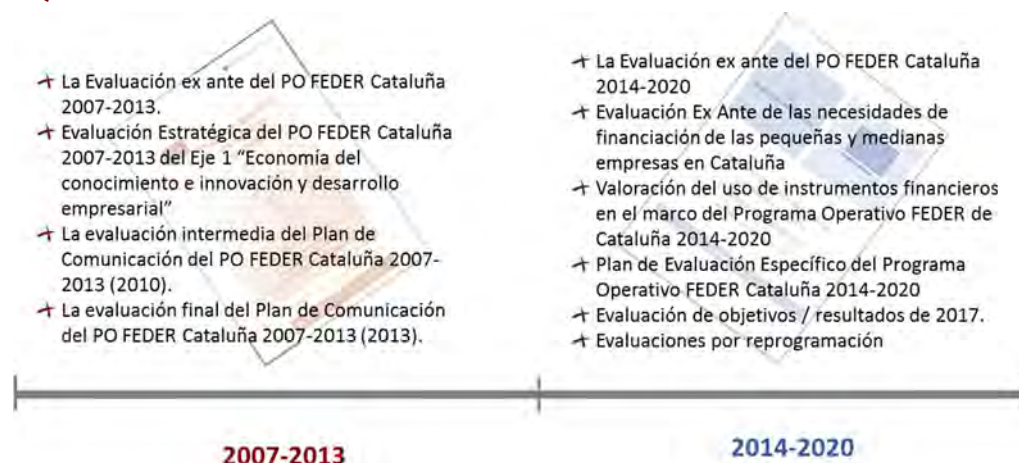 La Evaluación ex ante del PO FEDER Cataluña
2007-2013.
Evaluación Estratégica del PO FEDER Cataluña
2007-2013 del Eje 1 “Economía del
conocimiento e innovación y desarrollo
empresarial”
La evaluación intermedia del Plan de
Comunicación del PO FEDER Cataluña 2007-
2013 (2010).
La evaluación final del Plan de Comunicación
del PO FEDER Cataluña 2007-2013 (2013).
La Evaluación ex ante del PO FEDER Cataluña
2014-2020
Evaluación Ex Ante de las necesidades de
financiación de las pequeñas y medianas
empresas en Cataluña
Valoración del uso de instrumentos financieros
en el marco del Programa Operativo FEDER de
Cataluña 2014-2020
Plan de Evaluación Específico del Programa
Operativo FEDER Cataluña 2014-2020
Evaluación de objetivos / resultados de 2017.
Evaluaciones por reprogramación
2007-2013
2014-2020